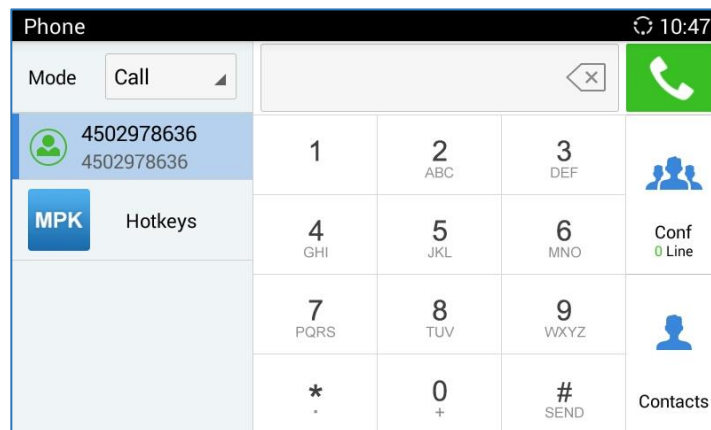 Phone
10:47
Mode
Call
4502978636
4502978636
MPK
Hotkeys
1
2
ABC
3
DEF
4
GHI
5
JKL
6
MNO
7
PQRS
8
TUV
9
WXYZ
*
.
0
+
#
SEND
Conf
0 Line
Contacts